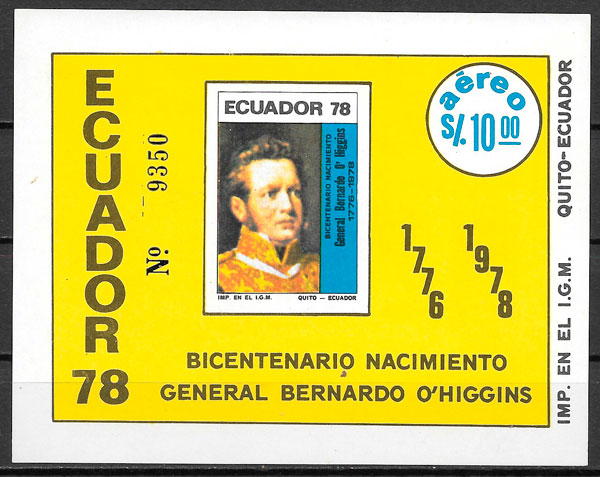 ECUADOR 78
Nº 9350
ECUADOR 78
BICENTENARIO NACIMIENTO
General Bernardo O' Higgins
1776-1978
IMP. EN EL I.G.M. QUITO — ECUADOR
aéreo
S/. 10 00
1776
1978
BICENTENARIO NACIMIENTO
GENERAL BERNARDO O'HIGGINS
IMP. EN EL I.G.M. QUITO-ECUADOR